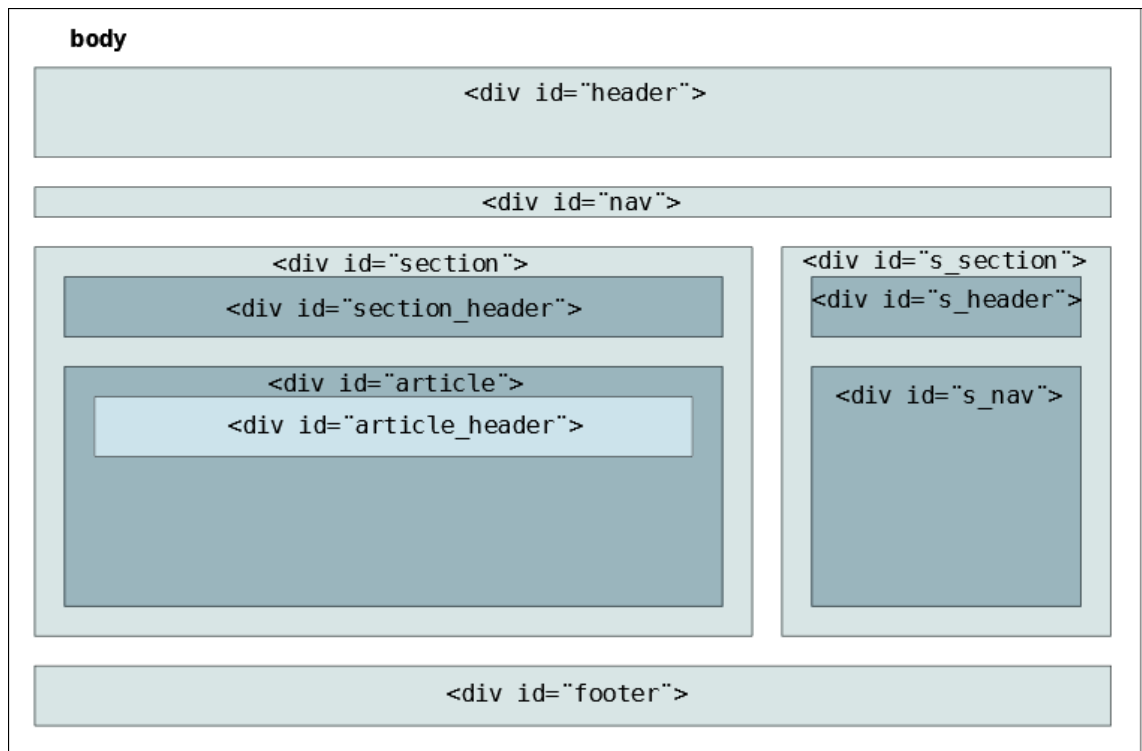 body
<div id=¨header¨>
<div id=¨nav¨>
<div id=¨section¨>
<div id=¨section_header¨>
<div id=¨article¨>
<div id=¨article_header¨>
<div id=¨s_section¨>
<div id=¨s_header¨>
<div id=¨s_nav¨>
<div id=¨footer¨>